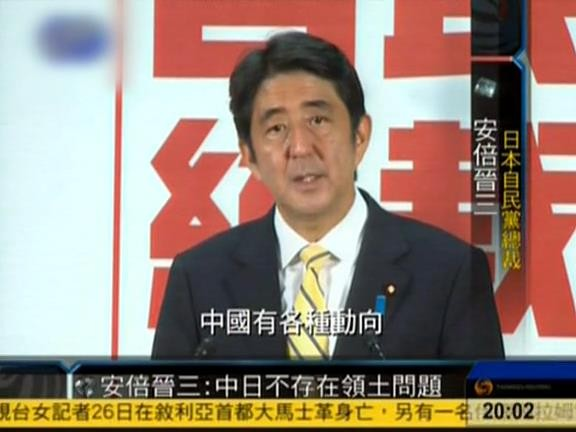 日本自民黨總裁
安倍晉三
中國有各種動向
安倍晉三:中日不存在領土問題
視台女記者26日在敘利亞首都大馬士革身亡,另有一名
20:02